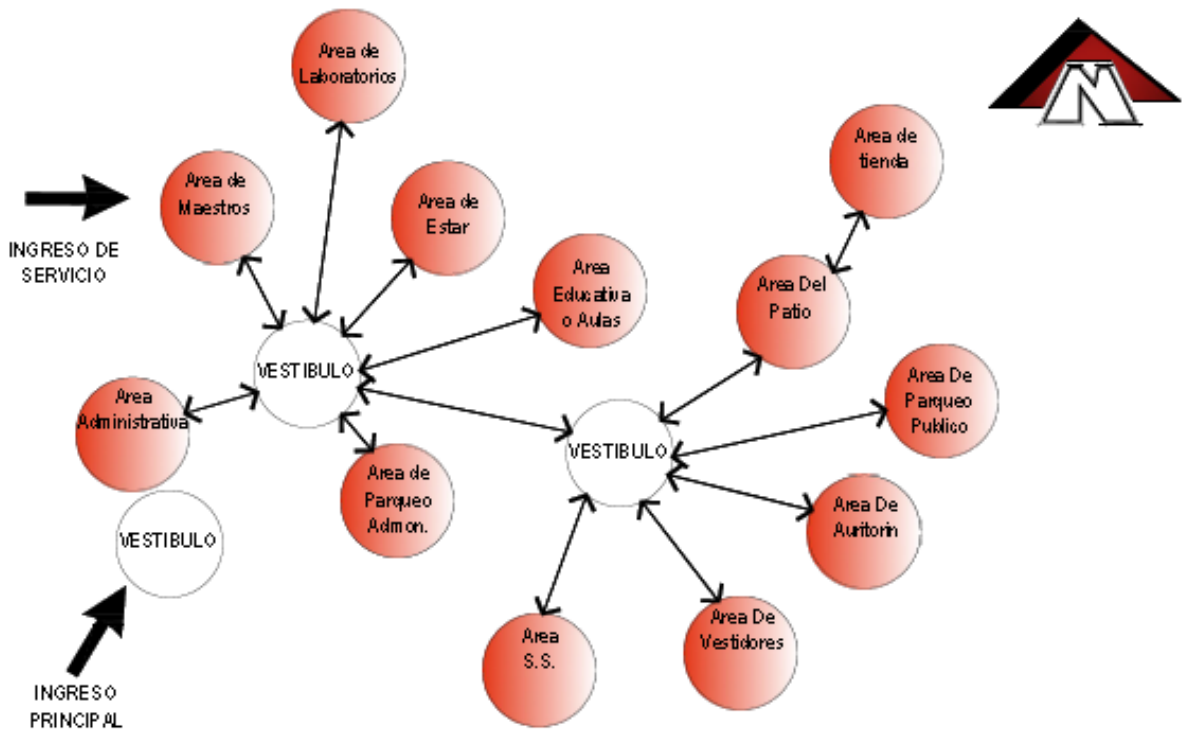 Area de
Laboratorios
Area de
Maestros
Area de
Estar
Area de
tienda
INGRESO DE
SERVICIO
Area
Educativa
o Aulas
Area Del
Patio
VESTIBULO
Area
Administrativa
Area De
Parqueo
Publico
VESTIBULO
Area de
Parqueo
Admon.
Area De
Auritorin
VESTIBULO
Area
S.S.
Area De
Vestidores
INGRESO
PRINCIPAL
N